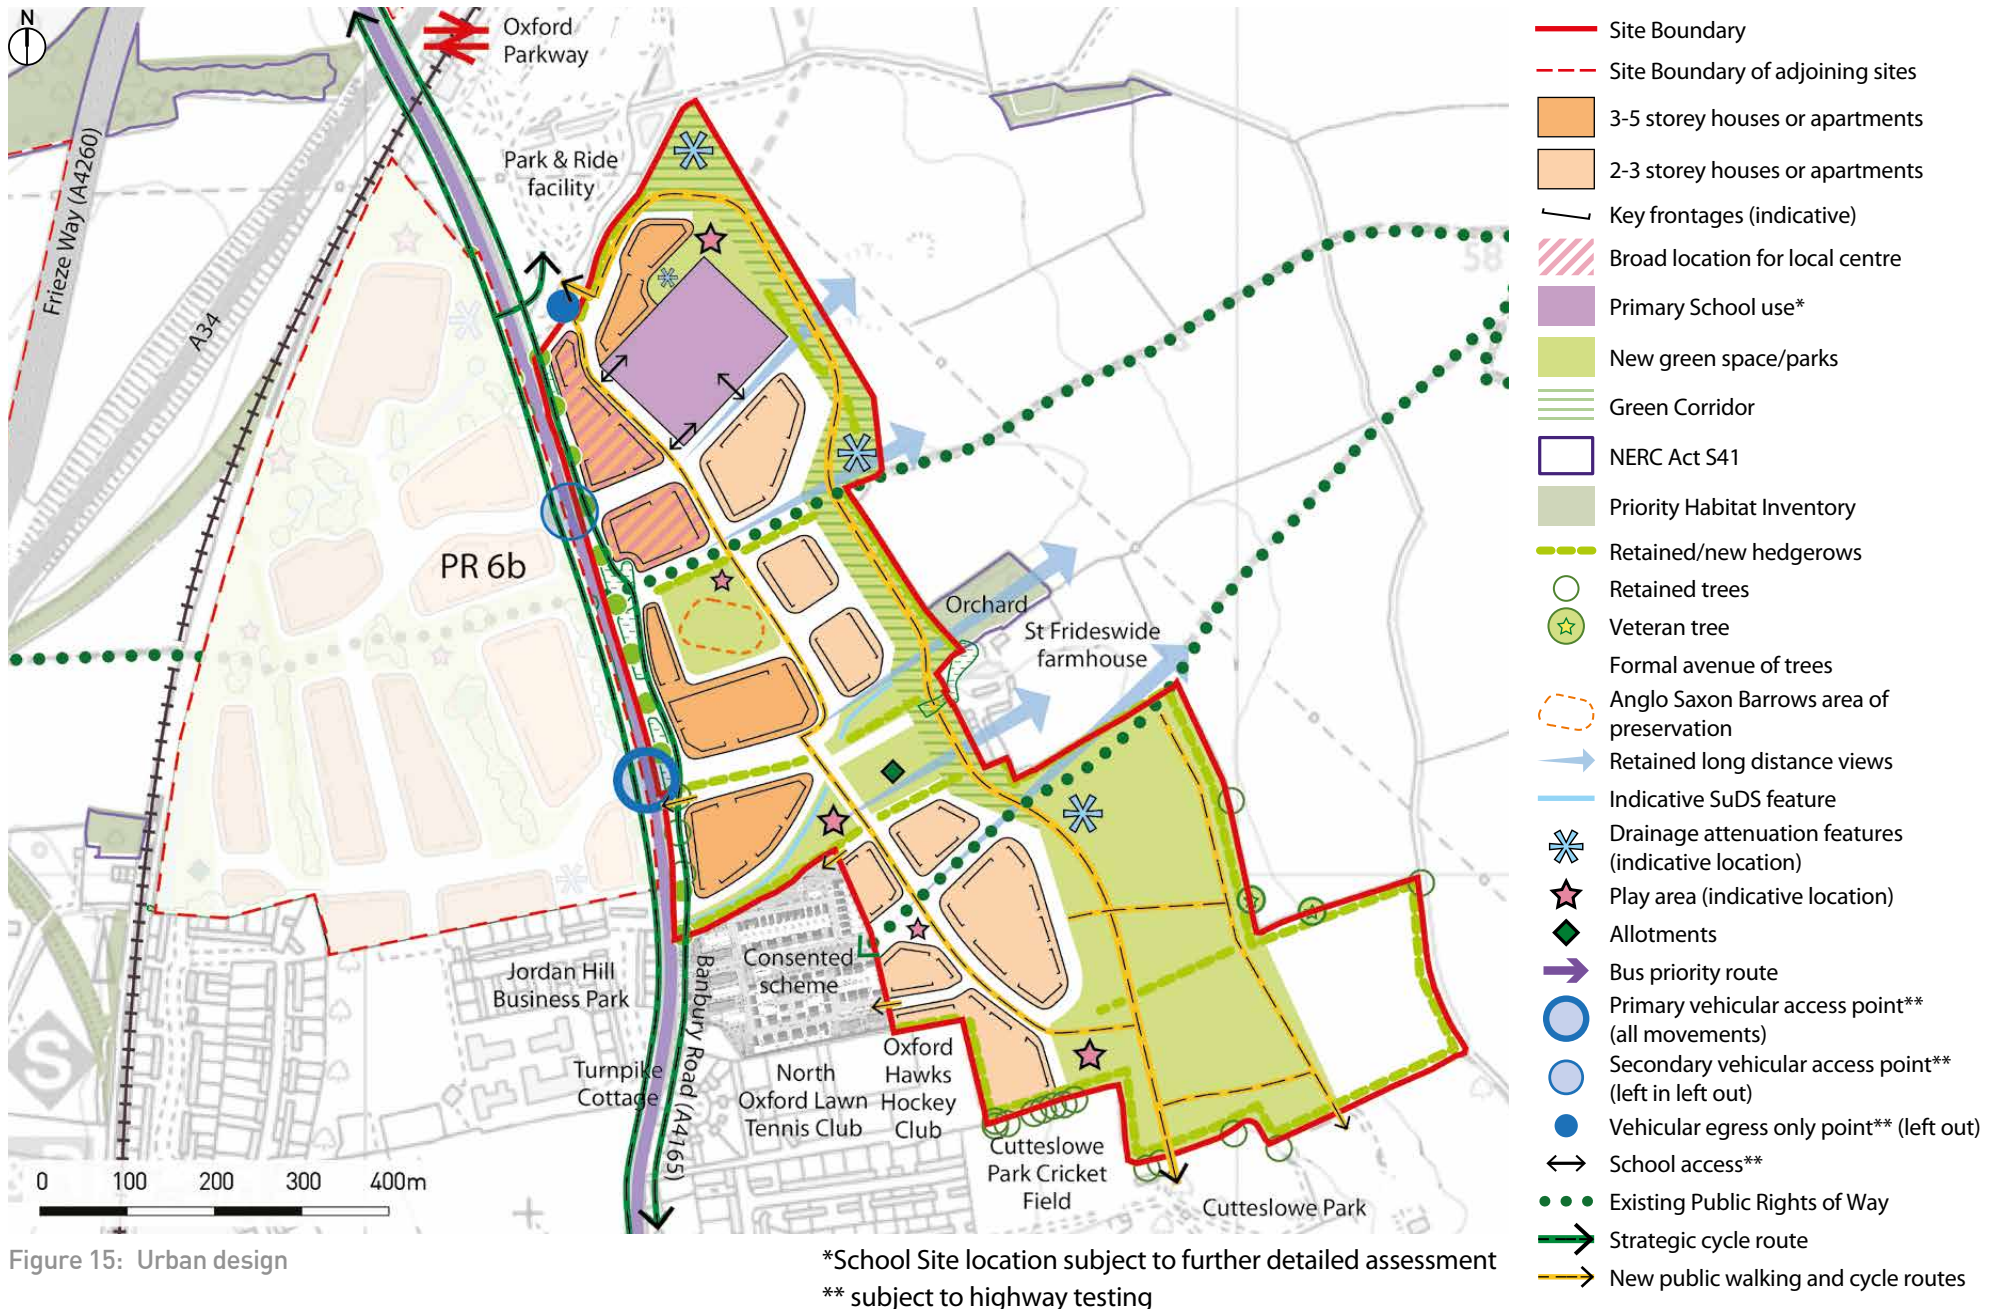 N
Oxford
Parkway
Frieze Way (A4260)
A34
Park & Ride
facility
58
PR 6b
Orchard
St Frideswide
farmhouse
Jordan Hill
Business Park
Banbury Road (A4165)
Consented
scheme
Turnpike
Cottage
North
Oxford Lawn
Tennis Club
Oxford
Hawks
Hockey
Club
Cutteslowe
Park Cricket
Field
Cutteslowe Park
S
0 100 200 300 400m
Site Boundary
Site Boundary of adjoining sites
3-5 storey houses or apartments
2-3 storey houses or apartments
Key frontages (indicative)
Broad location for local centre
Primary School use*
New green space/parks
Green Corridor
NERC Act S41
Priority Habitat Inventory
Retained/new hedgerows
Retained trees
Veteran tree
Formal avenue of trees
Anglo Saxon Barrows area of
preservation
Retained long distance views
Indicative SuDS feature
Drainage attenuation features
(indicative location)
Play area (indicative location)
Allotments
Bus priority route
Primary vehicular access point**
(all movements)
Secondary vehicular access point**
(left in left out)
Vehicular egress only point** (left out)
School access**
Existing Public Rights of Way
Strategic cycle route
New public walking and cycle routes
Figure 15: Urban design
*School Site location subject to further detailed assessment
** subject to highway testing